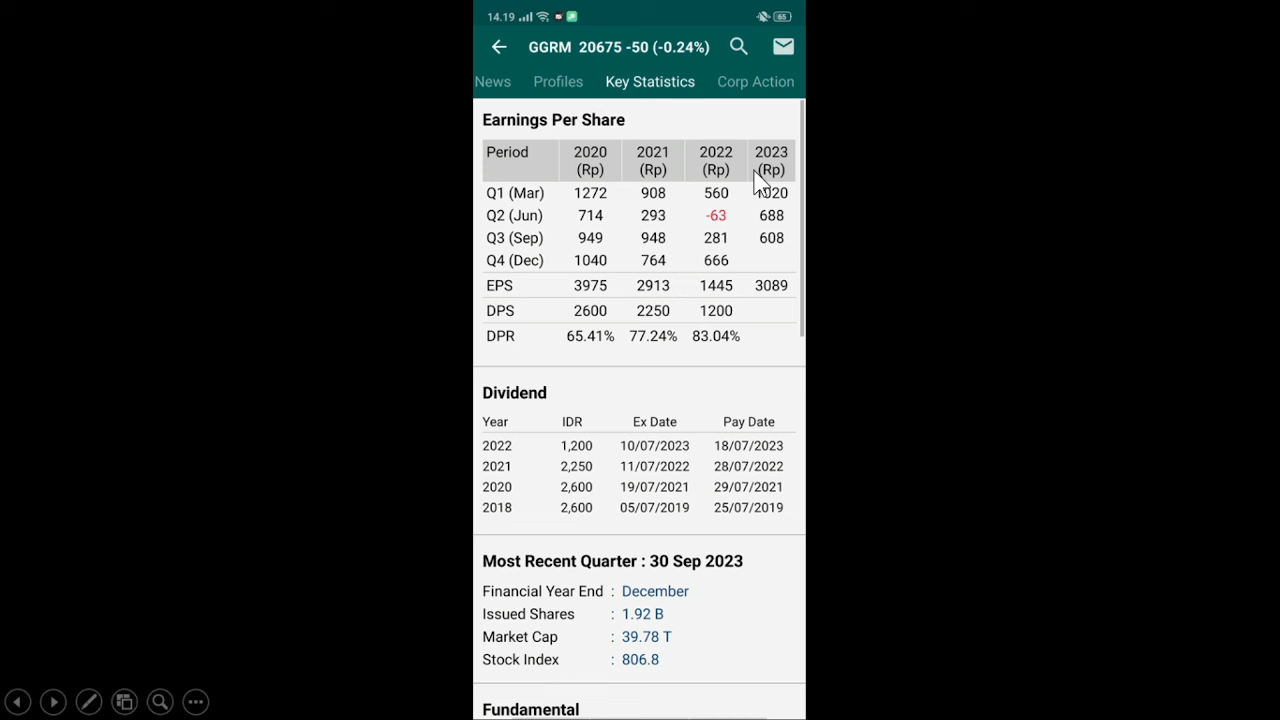 14.19 65
GGRM 20675 -50 (-0.24%)
News Profiles Key Statistics Corp Action
Earnings Per Share
Period 2020 (Rp) 2021 (Rp) 2022 (Rp) 2023 (Rp)
Q1 (Mar) 1272 908 560
Q2 (Jun) 714 293 -63 688
Q3 (Sep) 949 948 281 608
Q4 (Dec) 1040 764 666
EPS 3975 2913 1445 3089
DPS 2600 2250 1200
DPR 65.41% 77.24% 83.04%
Dividend
Year IDR Ex Date Pay Date
2022 1,200 10/07/2023 18/07/2023
2021 2,250 11/07/2022 28/07/2022
2020 2,600 19/07/2021 29/07/2021
2018 2,600 05/07/2019 25/07/2019
Most Recent Quarter : 30 Sep 2023
Financial Year End : December
Issued Shares : 1.92 B
Market Cap : 39.78 T
Stock Index : 806.8
Fundamental